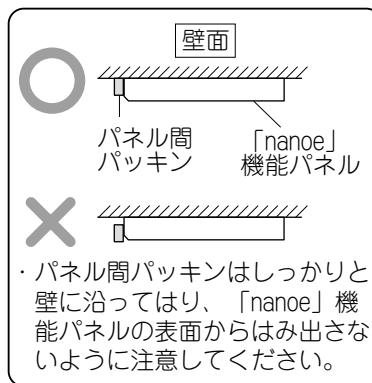 壁面
パネル間
パッキン
「nanoe」
機能パネル
・パネル間パッキンはしっかりと
壁に沿ってはり、「nanoe」機
能パネルの表面からはみ出さな
いように注意してください。